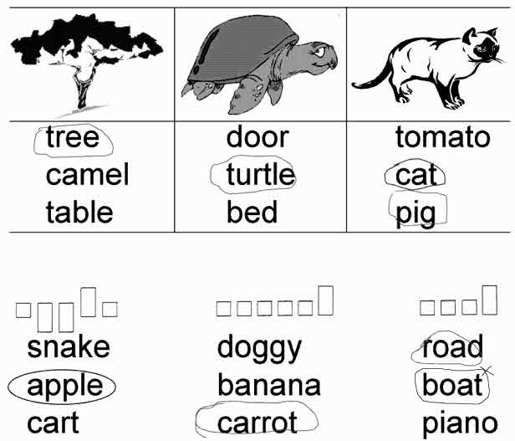 tree door tomato
camel turtle cat
table bed pig
snake doggy road
apple banana boat
cart carrot piano